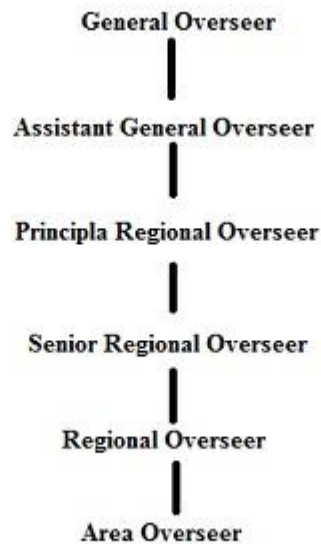 General Overseer
Assistant General Overseer
Principla Regional Overseer
Senior Regional Overseer
Regional Overseer
Area Overseer